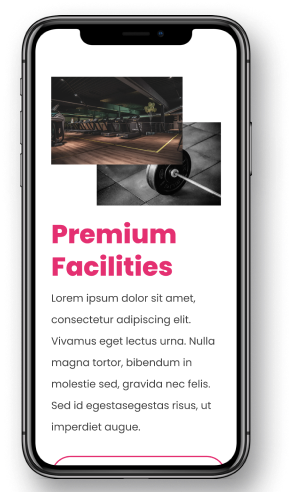 Premium
Facilities
Lorem ipsum dolor sit amet,
consectetur adipiscing elit.
Vivamus eget lectus urna. Nulla
magna tortor, bibendum in
molestie sed, gravida nec felis.
Sed id egestasegestas risus, ut
imperdiet augue.